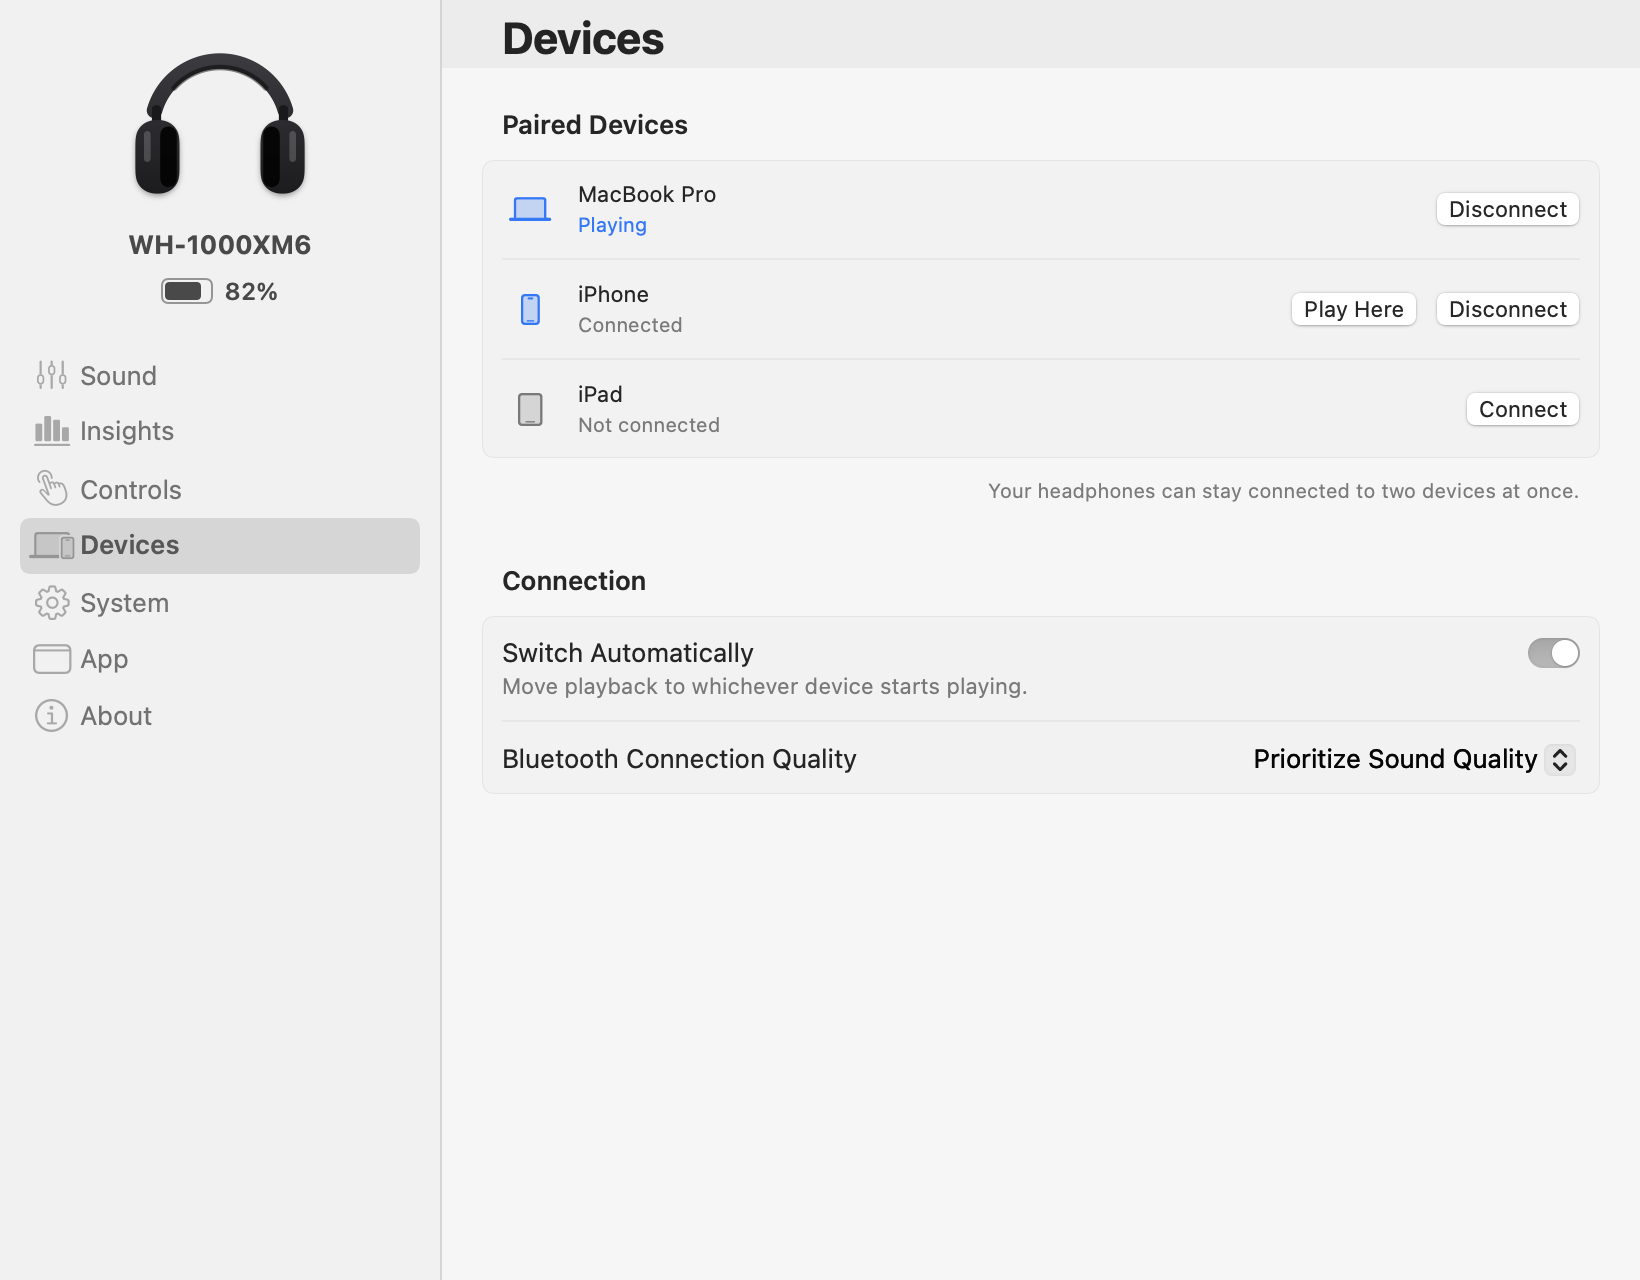 WH-1000XM6
82%
Sound
Insights
Controls
Devices
System
App
About
Devices
Paired Devices
MacBook Pro
Playing
Disconnect
iPhone
Connected
Play Here
Disconnect
iPad
Not connected
Connect
Your headphones can stay connected to two devices at once.
Connection
Switch Automatically
Move playback to whichever device starts playing.
Bluetooth Connection Quality
Prioritize Sound Quality